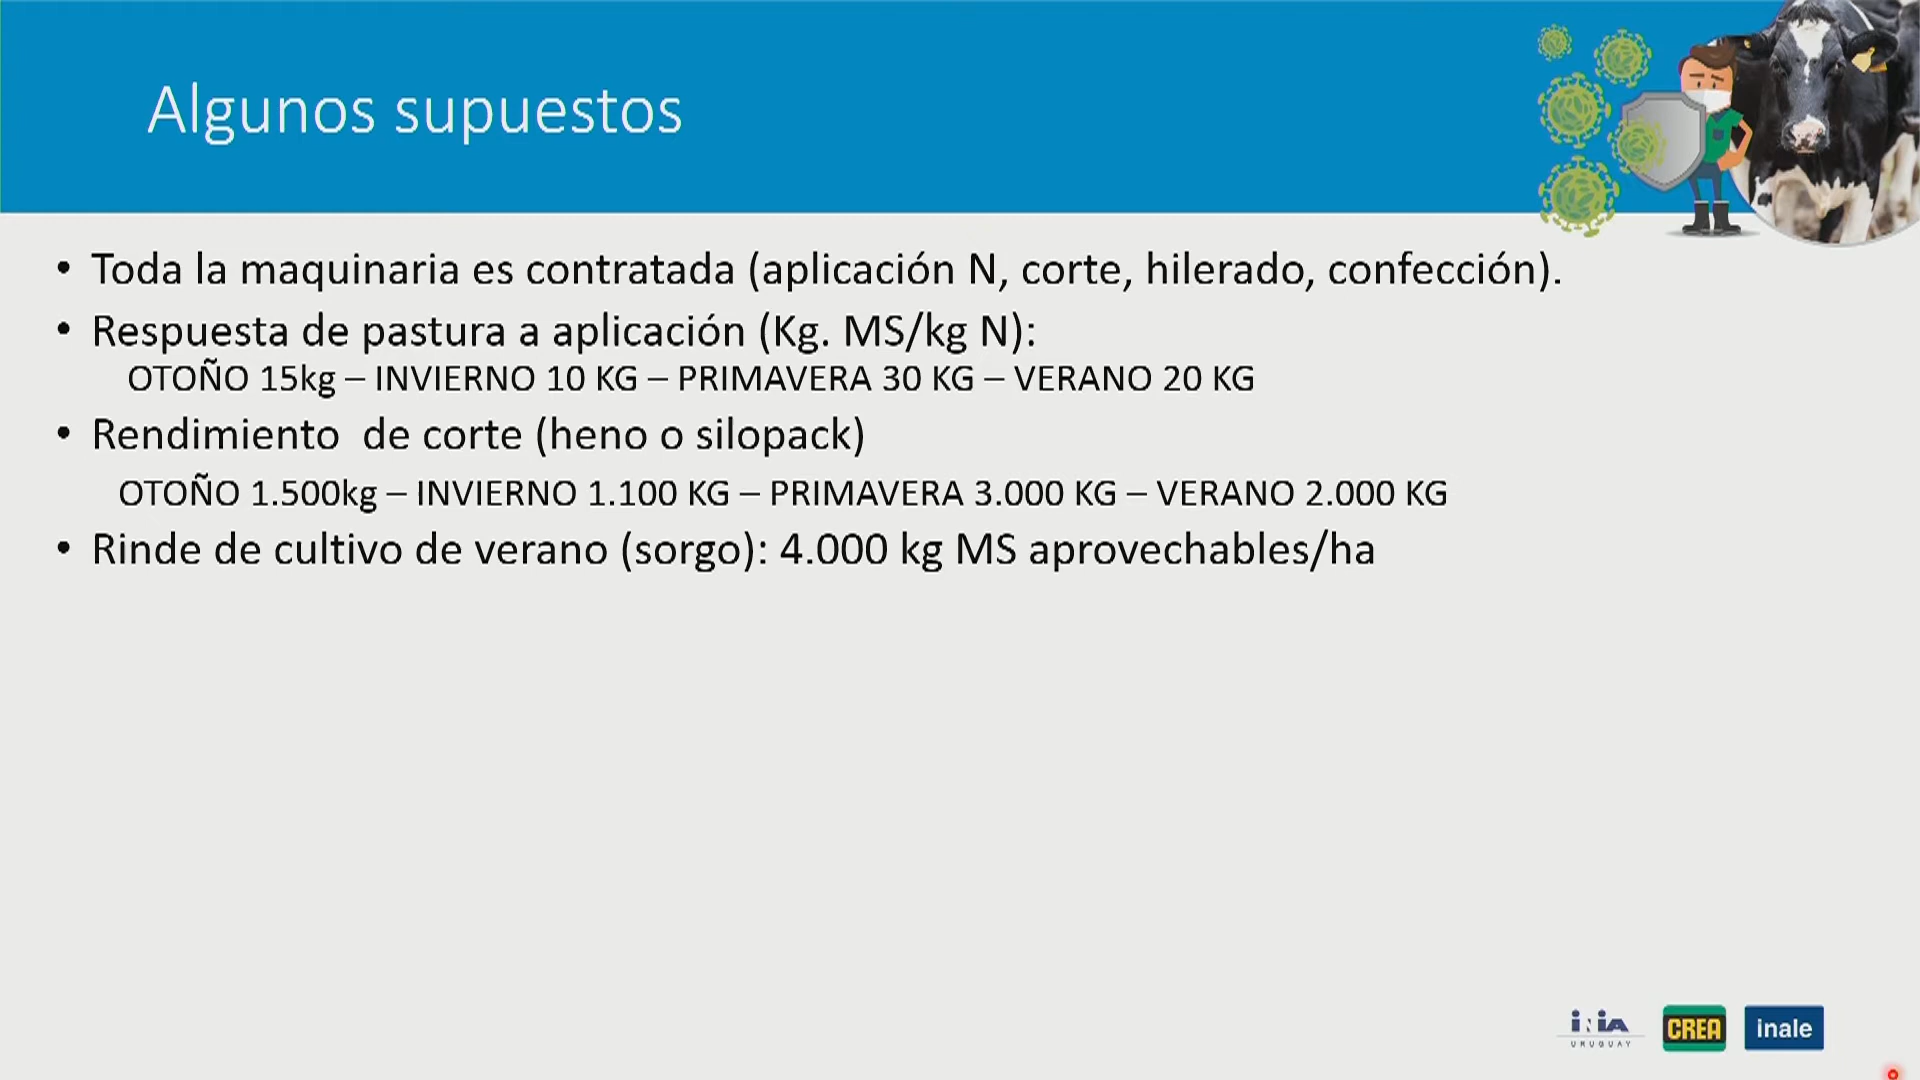 Algunos supuestos
• Toda la maquinaria es contratada (aplicación N, corte, hilerado, confección).
• Respuesta de pastura a aplicación (Kg. MS/kg N):
OTOÑO 15kg – INVIERNO 10 KG – PRIMAVERA 30 KG – VERANO 20 KG
• Rendimiento de corte (heno o silopack)
OTOÑO 1.500kg – INVIERNO 1.100 KG – PRIMAVERA 3.000 KG – VERANO 2.000 KG
• Rinde de cultivo de verano (sorgo): 4.000 kg MS aprovechables/ha
iniA CREA inale
URUGUAY